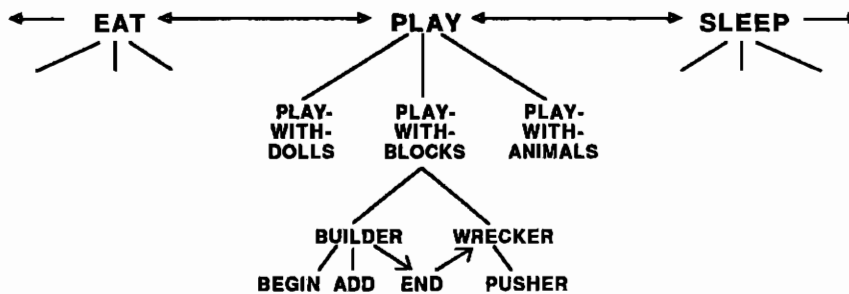 EAT PLAY SLEEP
PLAY- PLAY- PLAY-
WITH- WITH- WITH-
DOLLS BLOCKS ANIMALS
BUILDER WRECKER
BEGIN ADD END PUSHER